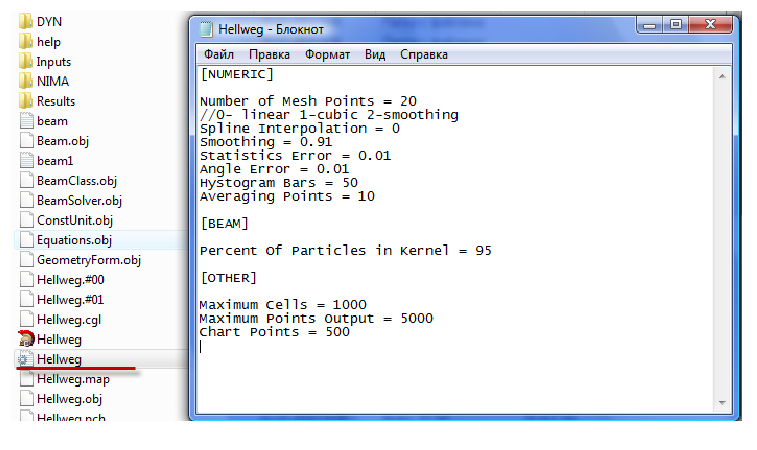 DYN
help
Inputs
NIMA
Results
beam
Beam.obj
beam1
BeamClass.obj
BeamSolver.obj
ConstUnit.obj
Equations.obj
GeometryForm.obj
Hellweg.#00
Hellweg.#01
Hellweg.cgl
Hellweg
Hellweg
Hellweg.map
Hellweg.obj
Hellweg.pch
Hellweg - Блокнот
Файл Правка Формат Вид Справка
[NUMERIC]
Number of Mesh Points = 20
//0- linear 1-cubic 2-smoothing
Spline Interpolation = 0
Smoothing = 0.91
Statistics Error = 0.01
Angle Error = 0.01
Hystogram Bars = 50
Averaging Points = 10
[BEAM]
Percent Of Particles in Kernel = 95
[OTHER]
Maximum Cells = 1000
Maximum Points Output = 5000
Chart Points = 500